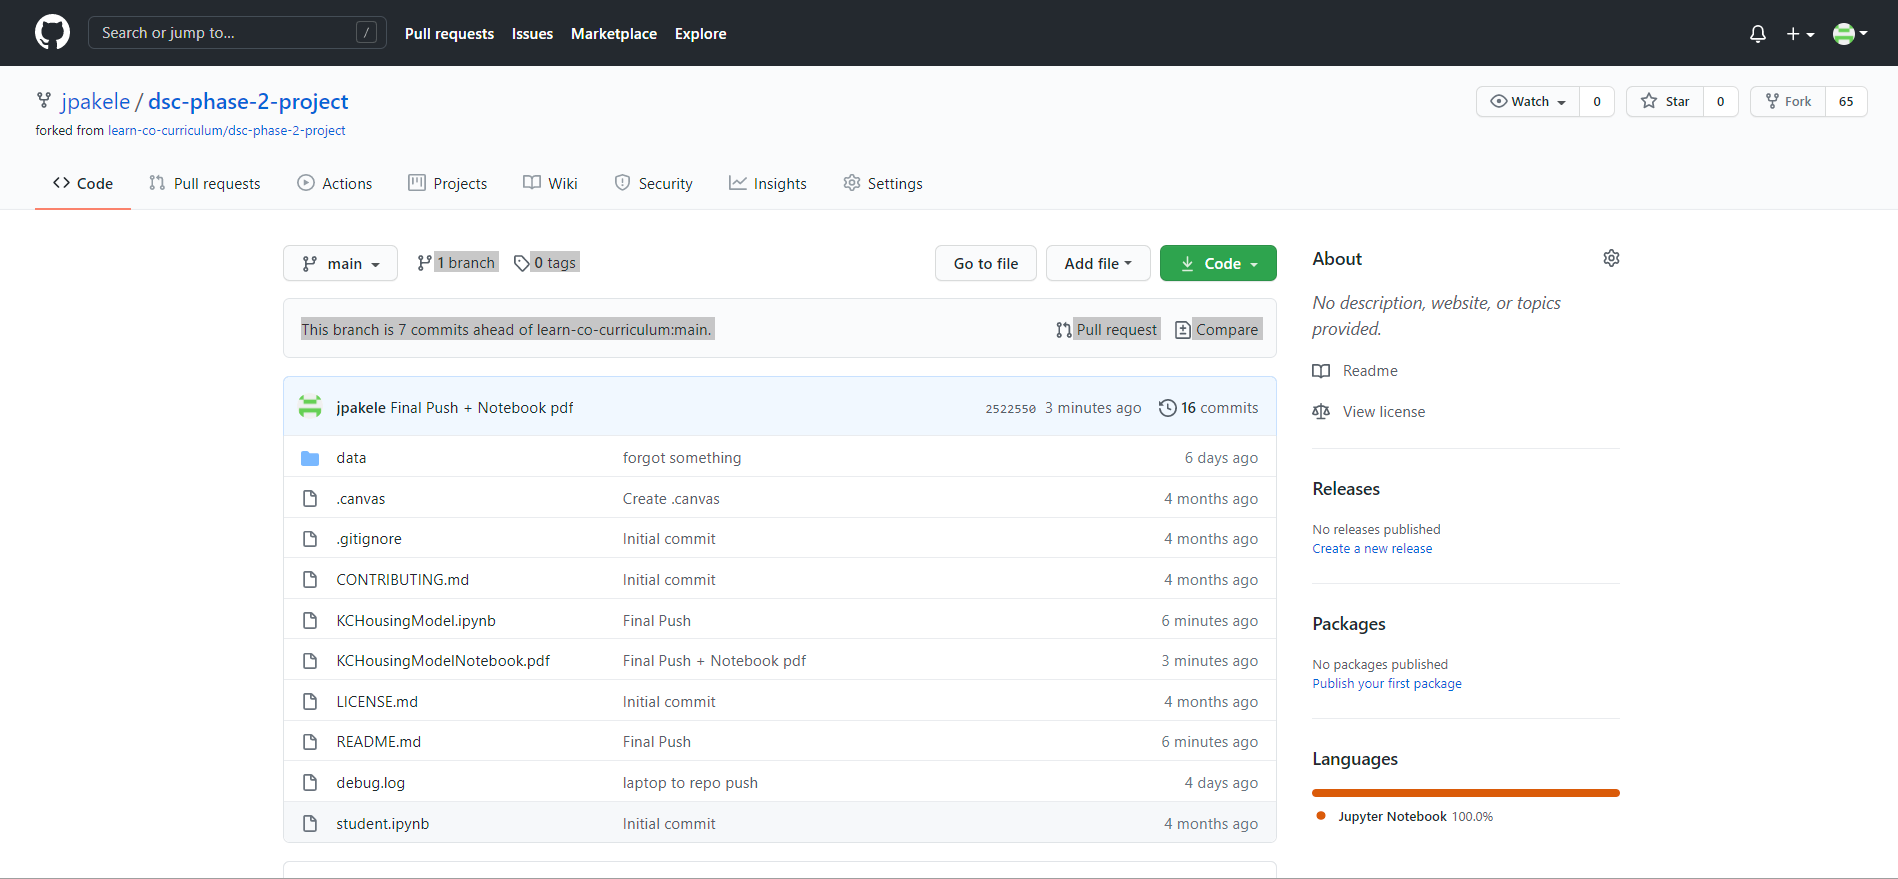 Search or jump to... /
Pull requests Issues Marketplace Explore
jpakele / dsc-phase-2-project
forked from learn-co-curriculum/dsc-phase-2-project
Watch 0 Star 0 Fork 65
Code Pull requests Actions Projects Wiki Security Insights Settings
main 1 branch 0 tags Go to file Add file Code
This branch is 7 commits ahead of learn-co-curriculum:main. Pull request Compare
jpakele Final Push + Notebook pdf 2522550 3 minutes ago 16 commits
data forgot something 6 days ago
.canvas Create .canvas 4 months ago
.gitignore Initial commit 4 months ago
CONTRIBUTING.md Initial commit 4 months ago
KCHousingModel.ipynb Final Push 6 minutes ago
KCHousingModelNotebook.pdf Final Push + Notebook pdf 3 minutes ago
LICENSE.md Initial commit 4 months ago
README.md Final Push 6 minutes ago
debug.log laptop to repo push 4 days ago
student.ipynb Initial commit 4 months ago
About
No description, website, or topics
provided.
Readme
View license
Releases
No releases published
Create a new release
Packages
No packages published
Publish your first package
Languages
Jupyter Notebook 100.0%